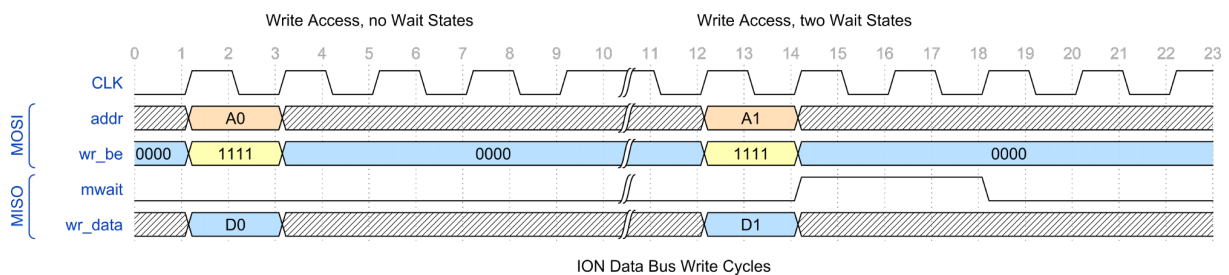 Write Access, no Wait States Write Access, two Wait States
0 1 2 3 4 5 6 7 8 9 10 11 12 13 14 15 16 17 18 19 20 21 22 23
CLK
MOSI
addr A0 A1
wr_be 0000 1111 0000 1111 0000
MISO
mwait
wr_data D0 D1
ION Data Bus Write Cycles